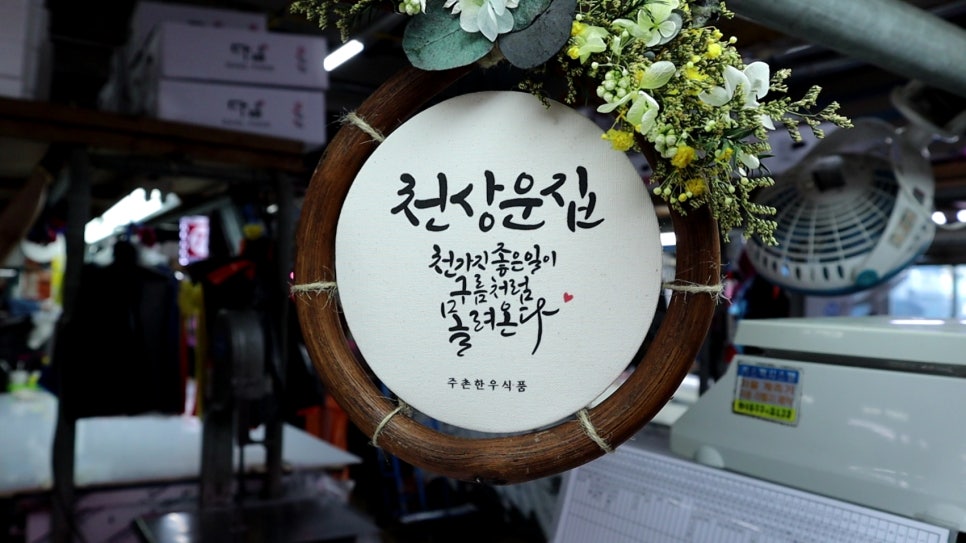 천상운집
천가지 좋은일이
구름처럼
몰려온다
주촌한우식품